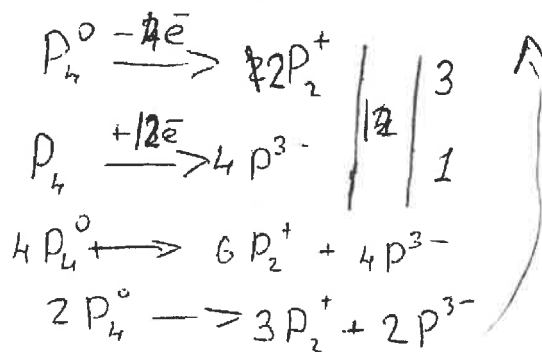 P₄⁰ −4ē → 2P₂⁺ | 12 | 3
P₄ +12ē → 4P³⁻ | | 1
4P₄⁰ → 6P₂⁺ + 4P³⁻
2P₄⁰ → 3P₂⁺ + 2P³⁻